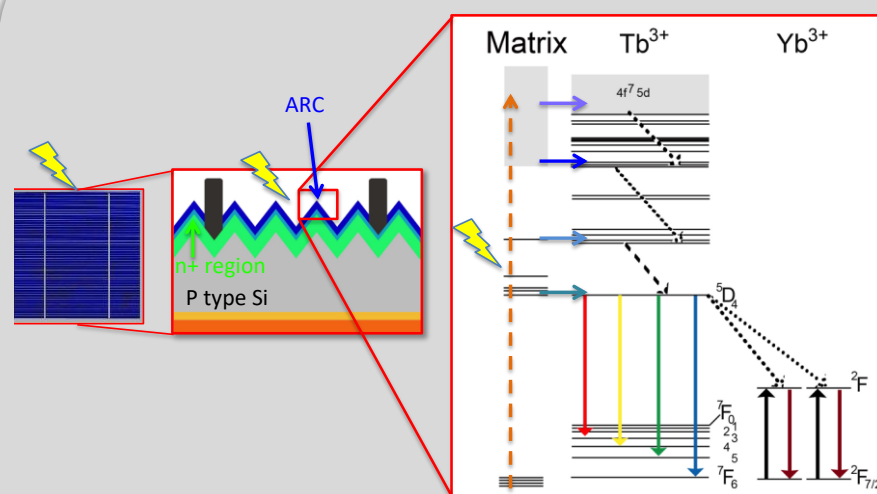 Matrix Tb³⁺ Yb³⁺
4f⁷ 5d
ARC
n+ region
P type Si
⁵D₄
²F
⁷F₀
1
2
3
4
5
⁷F₆
²F₇/₂